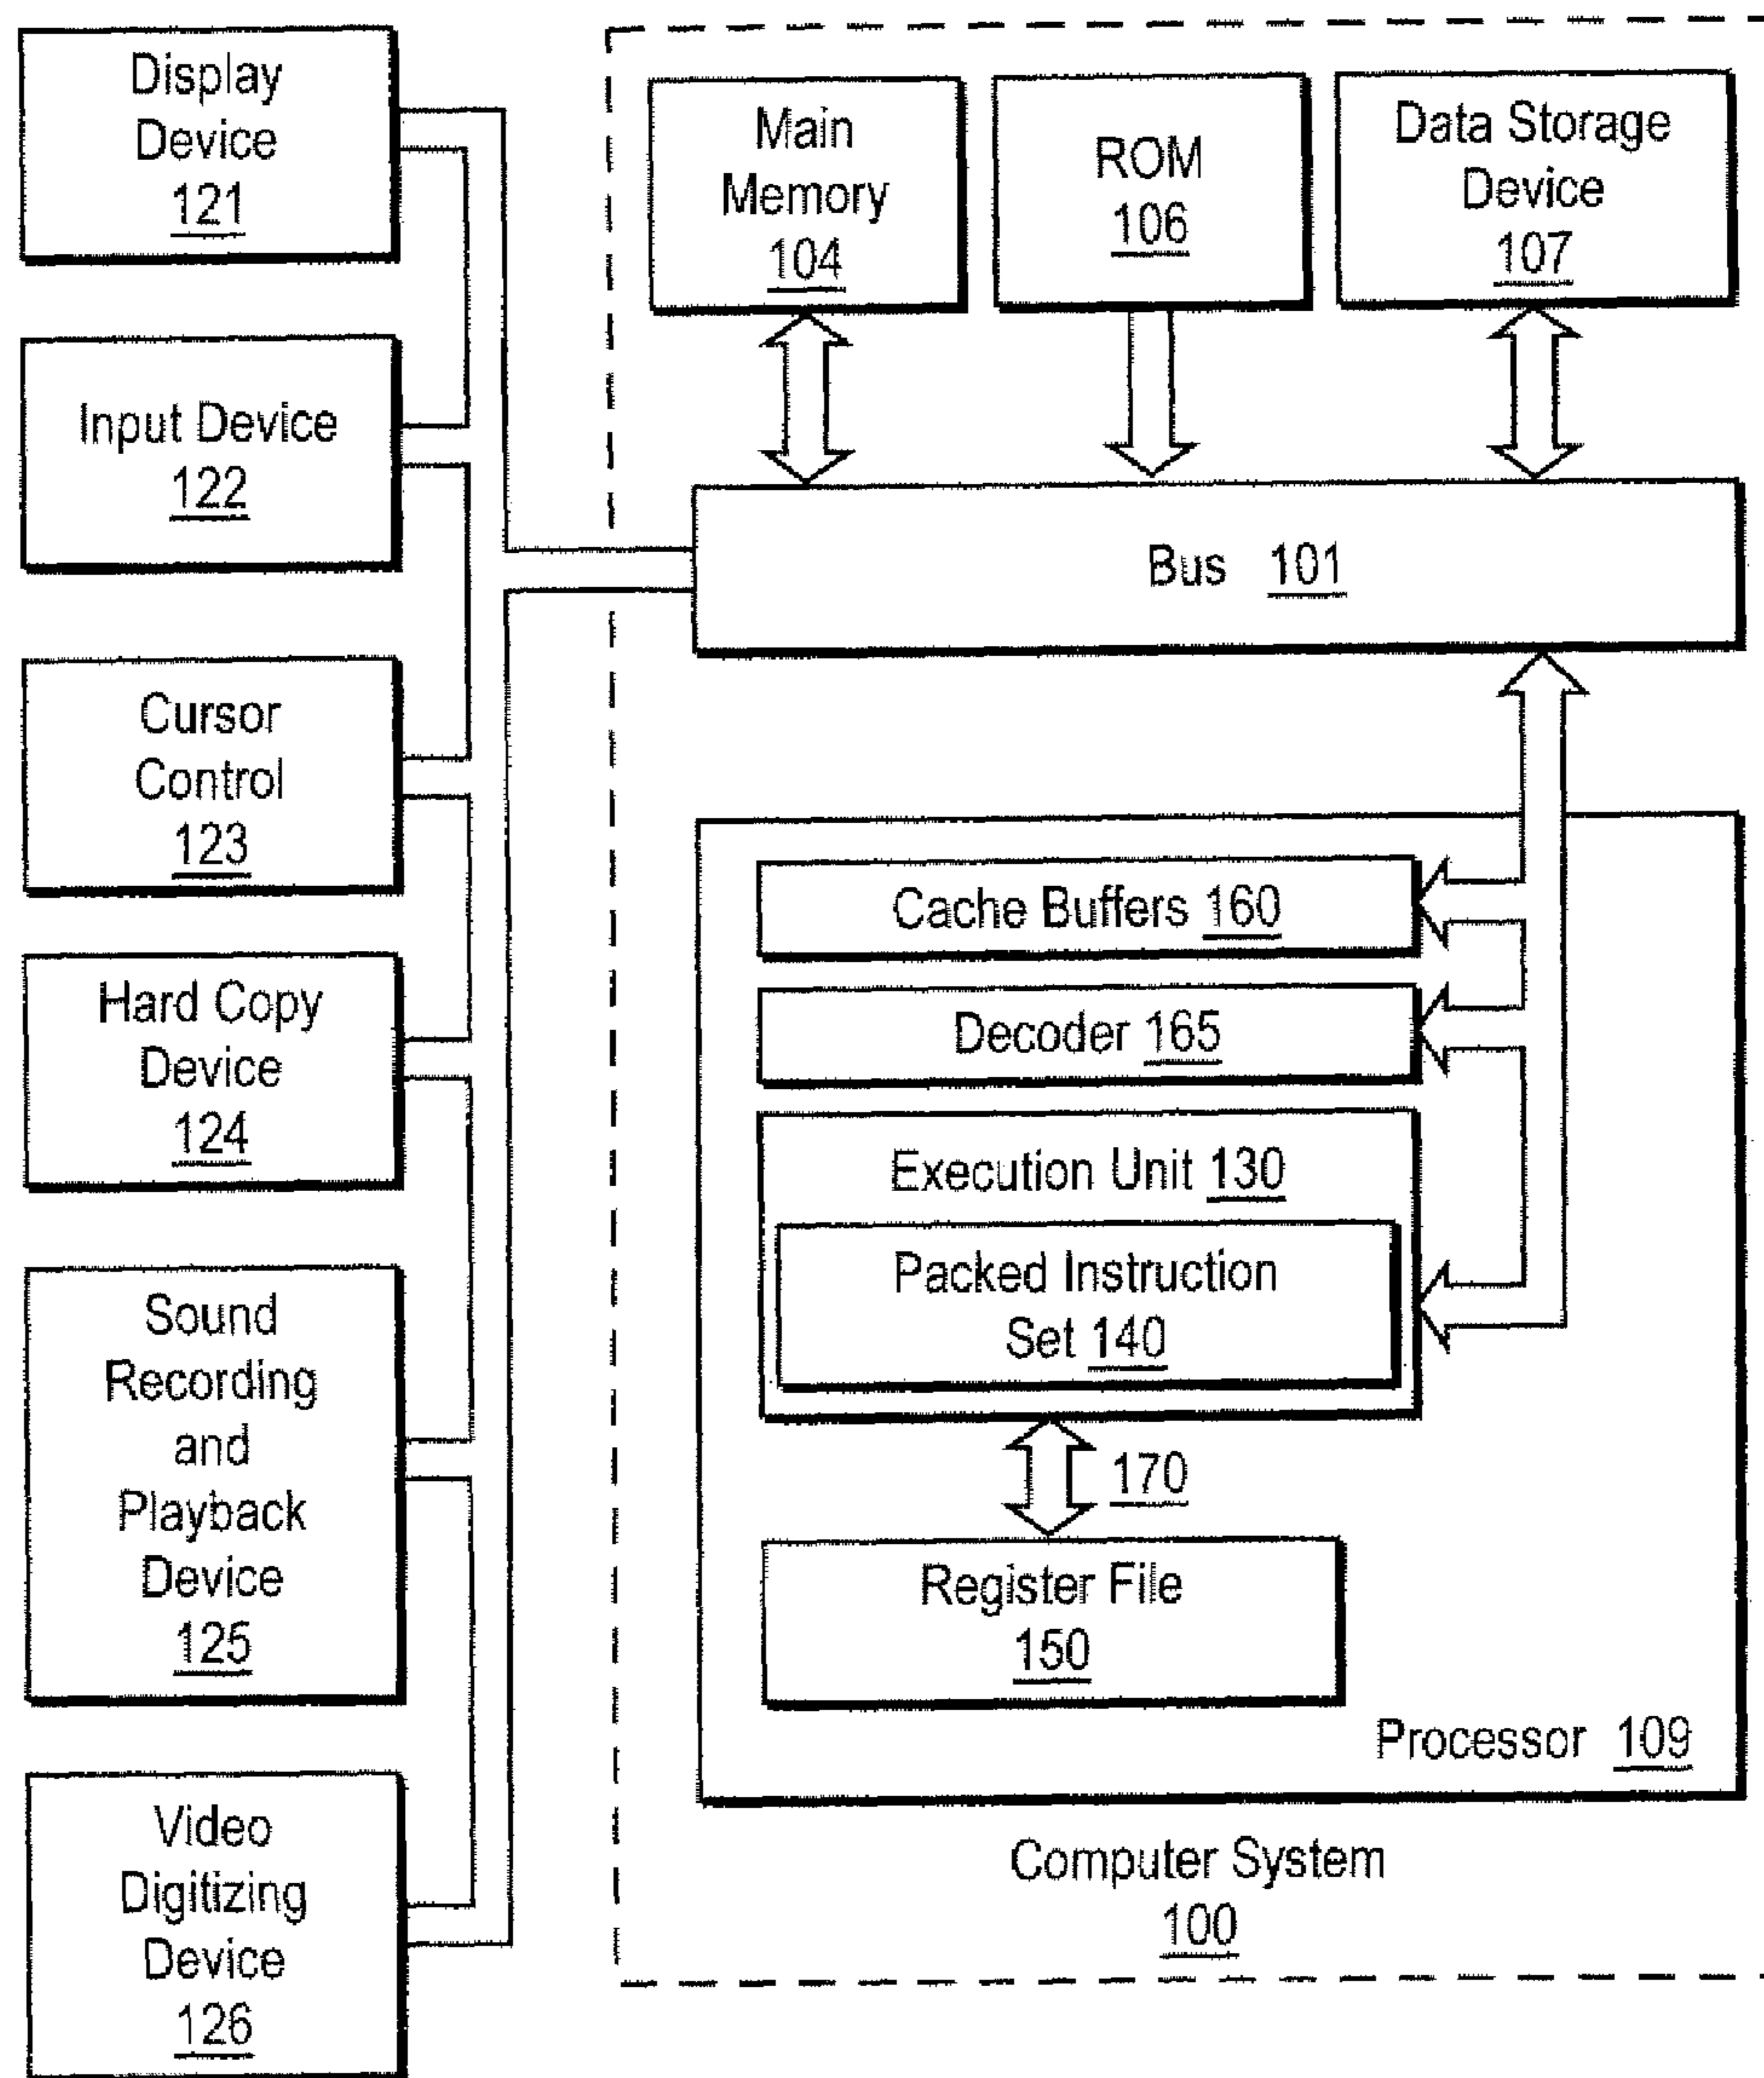 Display
Device
121
Input Device
122
Cursor
Control
123
Hard Copy
Device
124
Sound
Recording
and
Playback
Device
125
Video
Digitizing
Device
126
Main
Memory
104
ROM
106
Data Storage
Device
107
Bus 101
Cache Buffers 160
Decoder 165
Execution Unit 130
Packed Instruction
Set 140
170
Register File
150
Processor 109
Computer System
100